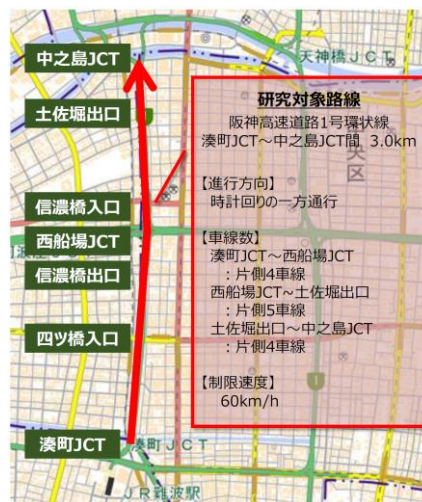 中之島JCT
天神橋JCT
土佐堀出口
信濃橋入口
西船場JCT
信濃橋出口
四ツ橋入口
湊町JCT
湊町ＪＣＴ
ＪＲ難波駅
研究対象路線
阪神高速道路1号環状線
湊町JCT～中之島JCT間 3.0km
【進行方向】
時計回りの一方通行
【車線数】
湊町JCT～西船場JCT
：片側4車線
西船場JCT~土佐堀出口
：片側5車線
土佐堀出口～中之島JCT
：片側4車線
【制限速度】
60km/h
央区
1